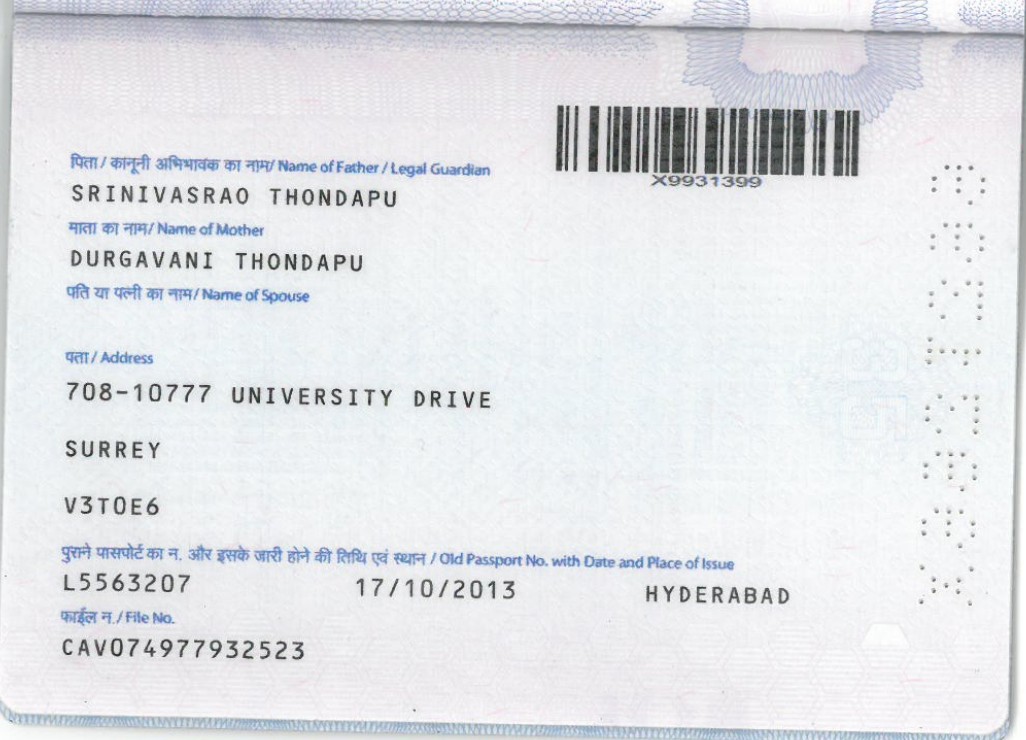 X9931399
पिता / कानूनी अभिभावक का नाम/ Name of Father / Legal Guardian
SRINIVASRAO THONDAPU
माता का नाम/ Name of Mother
DURGAVANI THONDAPU
पति या पत्नी का नाम/ Name of Spouse
पता / Address
708-10777 UNIVERSITY DRIVE
SURREY
V3T0E6
पुराने पासपोर्ट का न. और इसके जारी होने की तिथि एवं स्थान / Old Passport No. with Date and Place of Issue
L5563207 17/10/2013 HYDERABAD
फाईल न./ File No.
CAV074977932523
X9931399